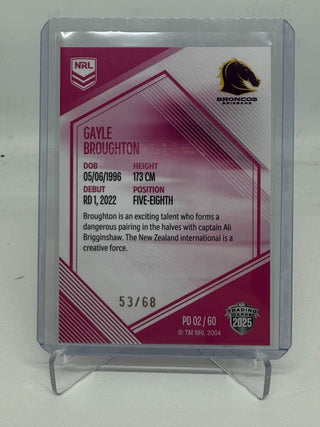 NRL
BRONCOS
BRISBANE
GAYLE
BROUGHTON
DOB HEIGHT
05/06/1996 173 CM
DEBUT POSITION
RD 1, 2022 FIVE-EIGHTH
Broughton is an exciting talent who forms a
dangerous pairing in the halves with captain Ali
Brigginshaw. The New Zealand international is a
creative force.
53/68
PD 02 / 60
® TM NRL 2004
TRADING
CARDS
2025